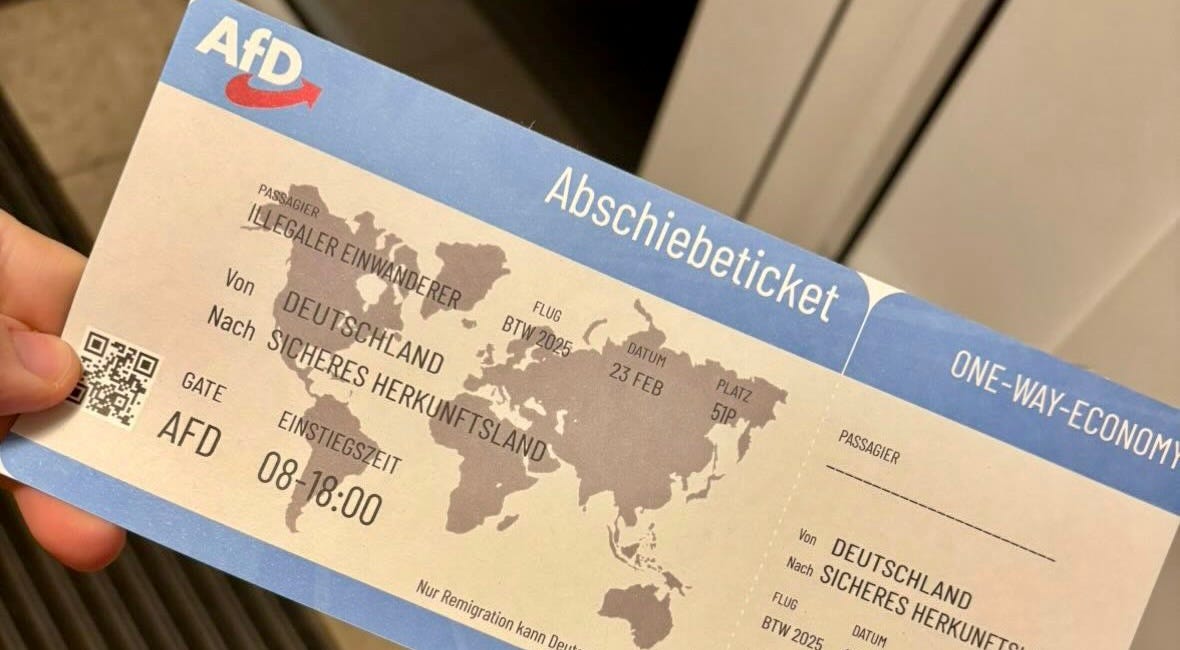 AfD
Abschiebeticket
ONE-WAY-ECONOMY
PASSAGIER
ILLEGALER EINWANDERER
Von DEUTSCHLAND
Nach SICHERES HERKUNFTSLAND
FLUG
BTW 2025
DATUM
23 FEB
PLATZ
51P
GATE
AFD
EINSTIEGSZEIT
08-18:00
Nur Remigration kann
PASSAGIER
Von DEUTSCHLAND
Nach SICHERES
FLUG
BTW 2025
DATUM